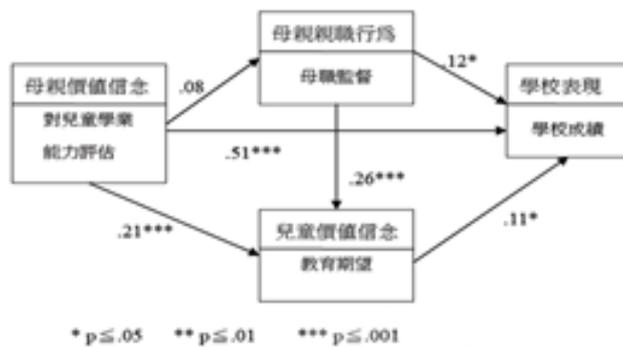 母親親職行為
母職監督
母親價值信念
對兒童學業
能力評估
學校表現
學校成績
兒童價值信念
教育期望
.08
.12*
.51***
.26***
.21***
.11*
* p≦.05 ** p≦.01 *** p≦.001